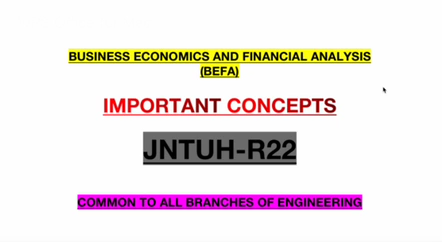 BUSINESS ECONOMICS AND FINANCIAL ANALYSIS
(BEFA)
IMPORTANT CONCEPTS
JNTUH-R22
COMMON TO ALL BRANCHES OF ENGINEERING